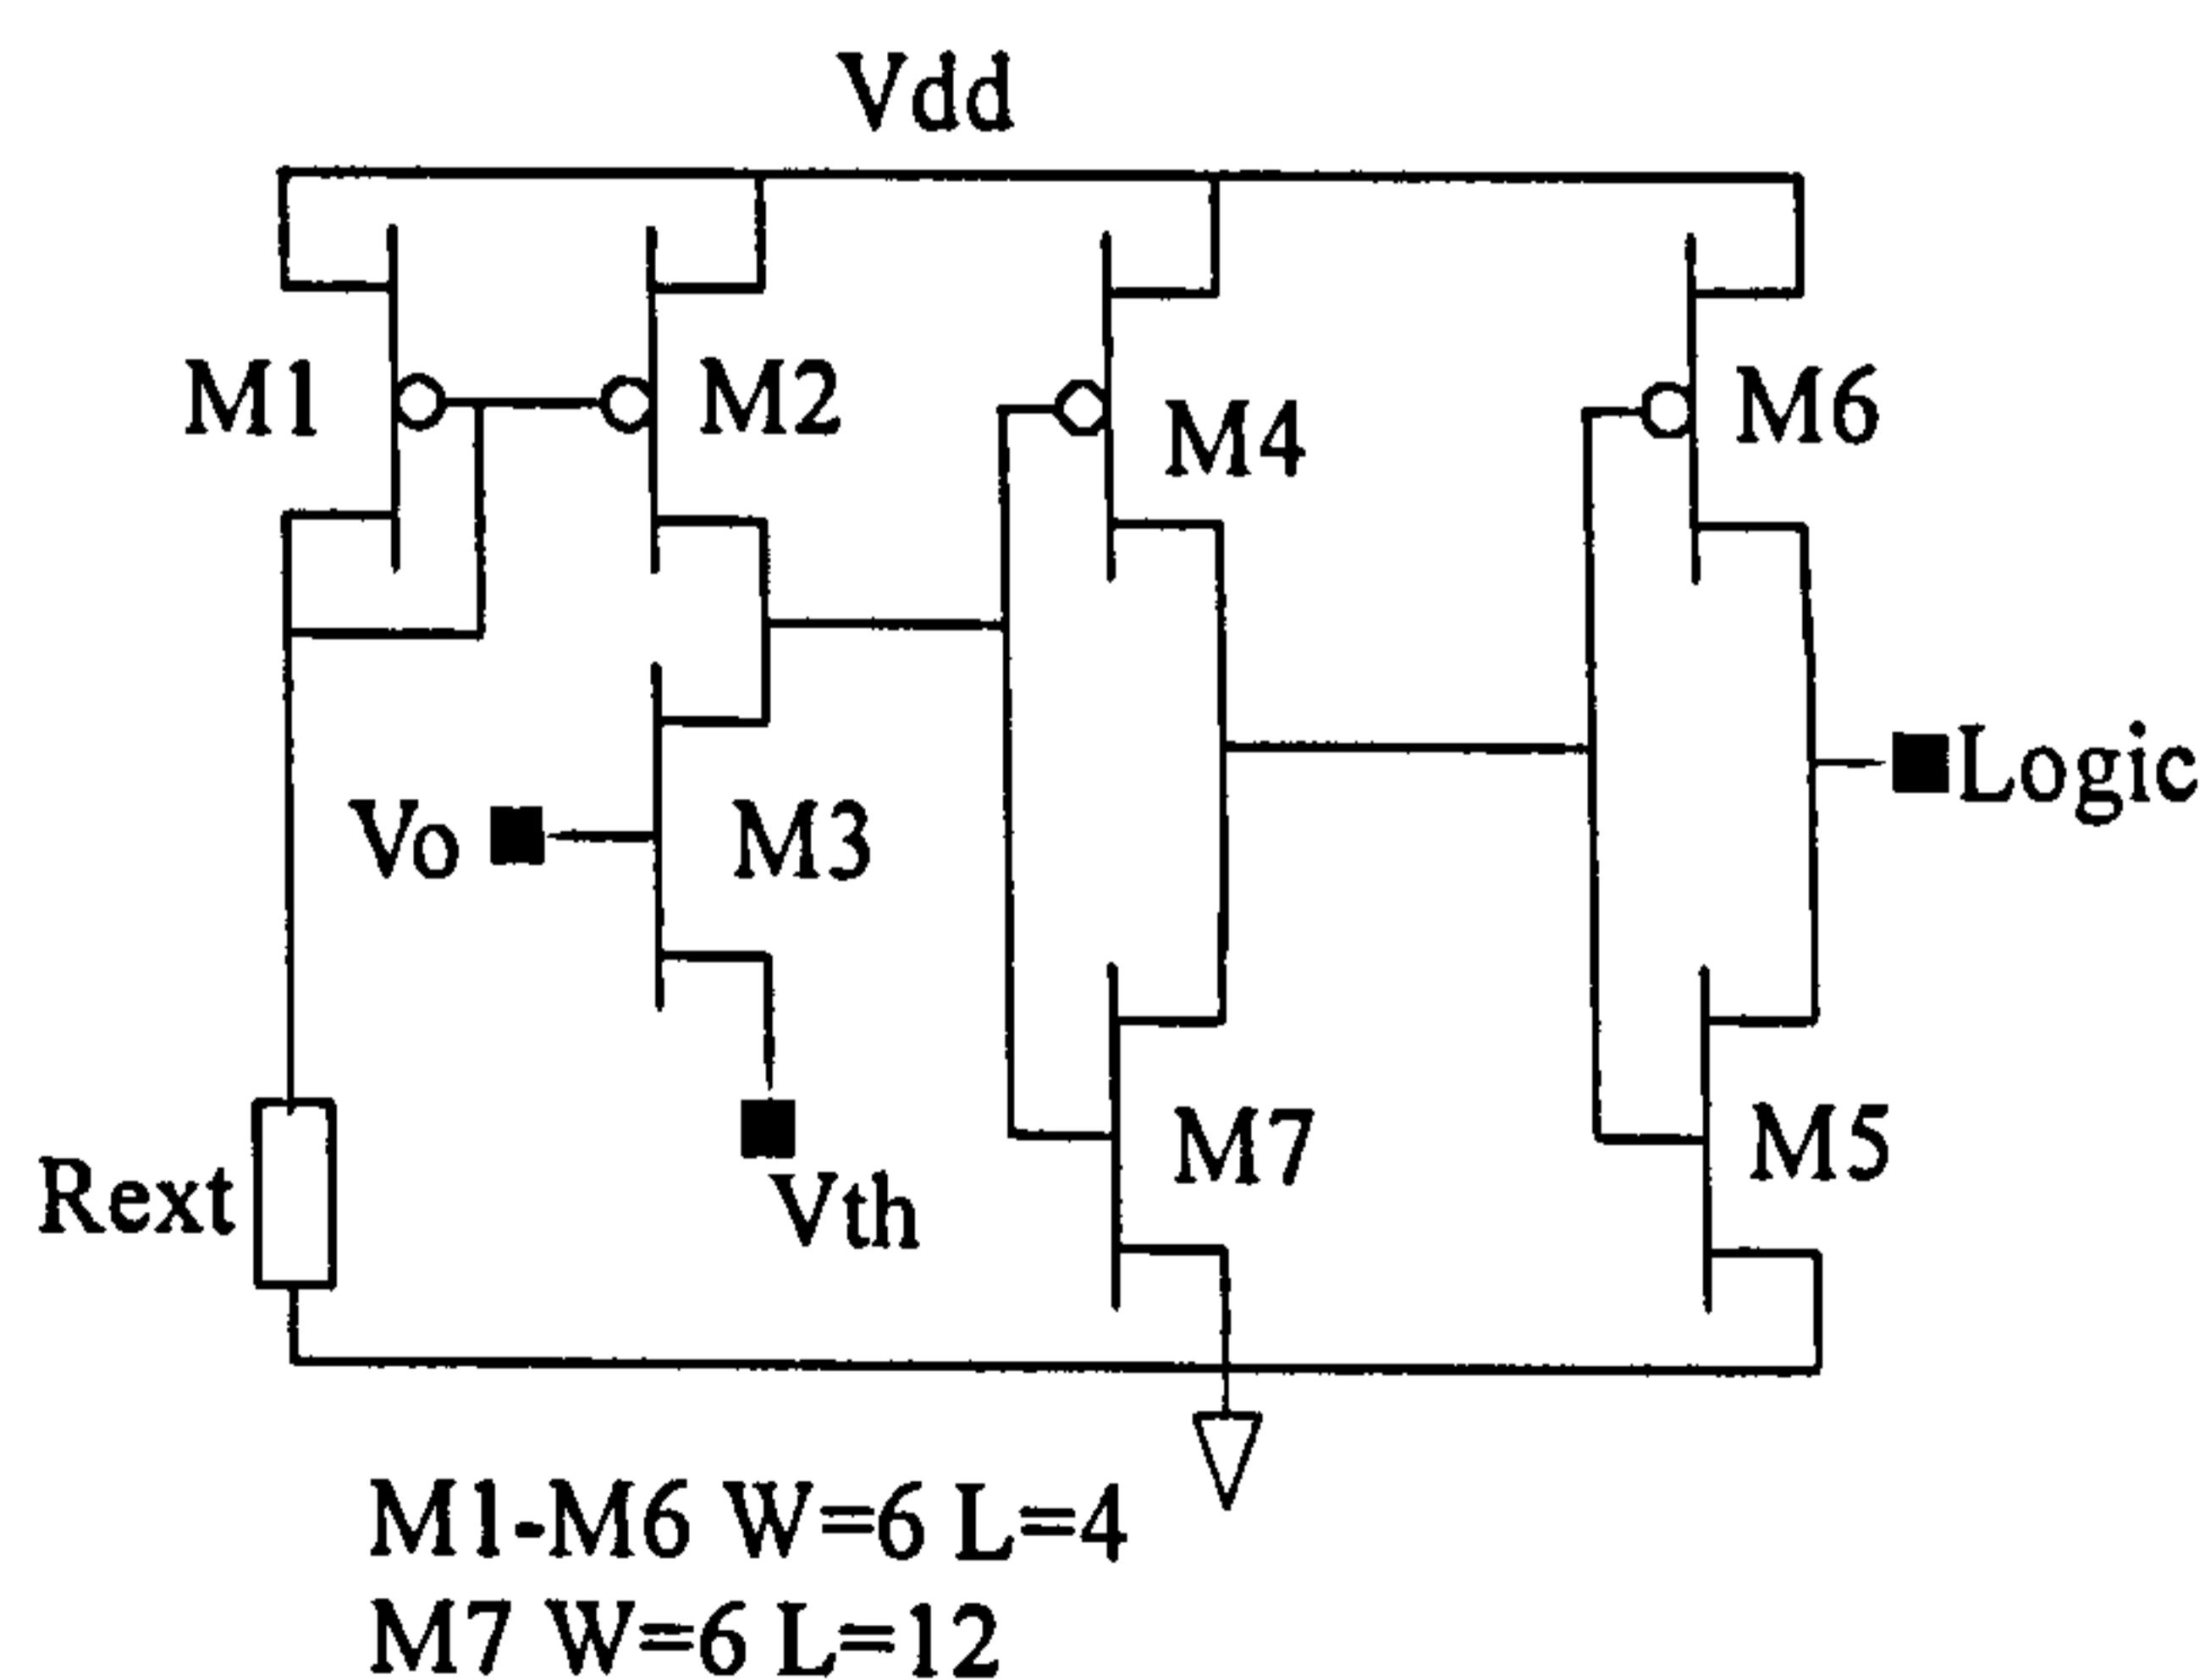 Vdd
M1
M2
M4
M6
Vo
M3
Logic
Rext
Vth
M7
M5
M1-M6 W=6 L=4
M7 W=6 L=12